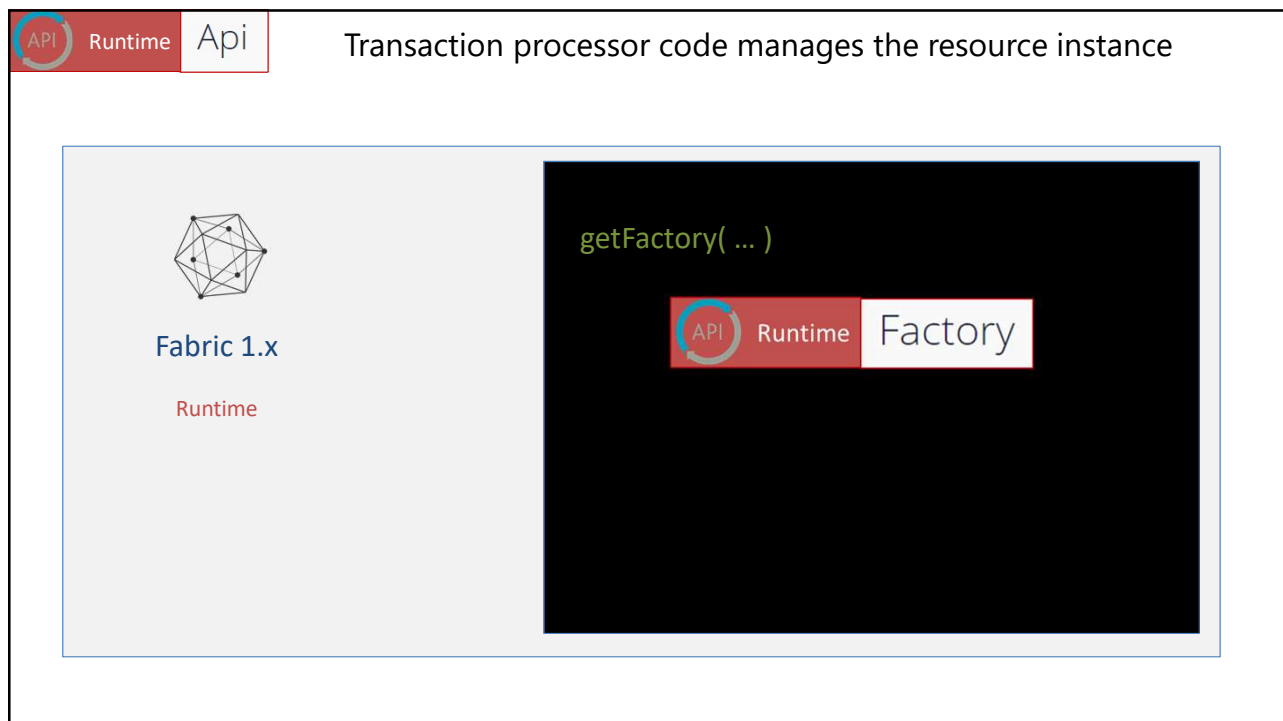 API Runtime Api
Transaction processor code manages the resource instance
Fabric 1.x
Runtime
getFactory( ... )
API Runtime Factory